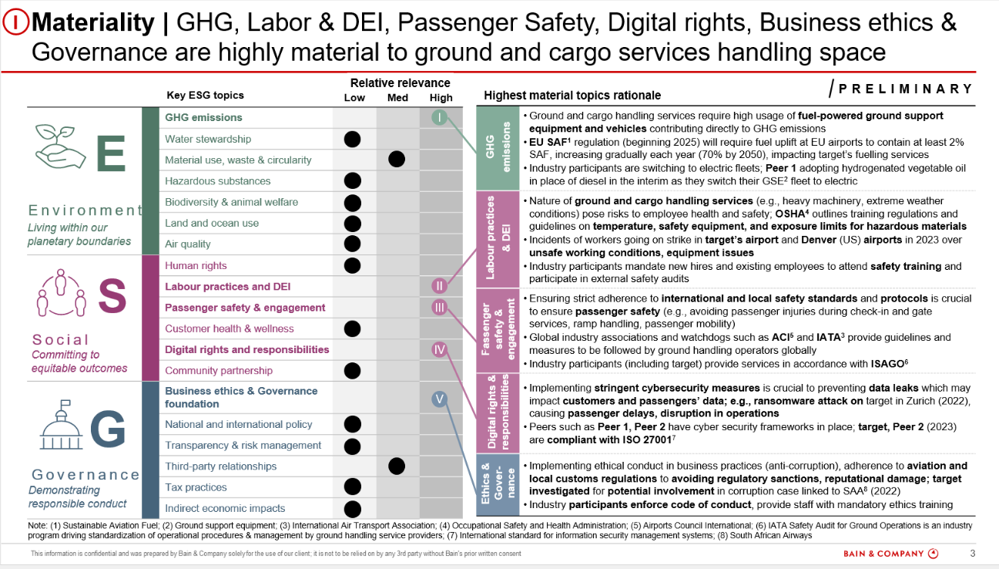 I Materiality | GHG, Labor & DEI, Passenger Safety, Digital rights, Business ethics &
Governance are highly material to ground and cargo services handling space
Key ESG topics
Relative relevance
Low Med High
E
Environment
Living within our
planetary boundaries
GHG emissions I
Water stewardship
Material use, waste & circularity
Hazardous substances
Biodiversity & animal welfare
Land and ocean use
Air quality
S
Social
Committing to
equitable outcomes
Human rights
Labour practices and DEI II
Passenger safety & engagement III
Customer health & wellness
Digital rights and responsibilities IV
Community partnership
G
Governance
Demonstrating
responsible conduct
Business ethics & Governance
foundation V
National and international policy
Transparency & risk management
Third-party relationships
Tax practices
Indirect economic impacts
Highest material topics rationale
PRELIMINARY
GHG
emissions
• Ground and cargo handling services require high usage of fuel-powered ground support
equipment and vehicles contributing directly to GHG emissions
• EU SAF¹ regulation (beginning 2025) will require fuel uplift at EU airports to contain at least 2%
SAF, increasing gradually each year (70% by 2050), impacting target's fuelling services
• Industry participants are switching to electric fleets; Peer 1 adopting hydrogenated vegetable oil
in place of diesel in the interim as they switch their GSE² fleet to electric
Labour practices
& DEI
• Nature of ground and cargo handling services (e.g., heavy machinery, extreme weather
conditions) pose risks to employee health and safety; OSHA⁴ outlines training regulations and
guidelines on temperature, safety equipment, and exposure limits for hazardous materials
• Incidents of workers going on strike in target's airport and Denver (US) airports in 2023 over
unsafe working conditions, equipment issues
• Industry participants mandate new hires and existing employees to attend safety training and
participate in external safety audits
Fassenger
safety &
engagement
• Ensuring strict adherence to international and local safety standards and protocols is crucial
to ensure passenger safety (e.g., avoiding passenger injuries during check-in and gate
services, ramp handling, passenger mobility)
• Global industry associations and watchdogs such as ACI⁵ and IATA³ provide guidelines and
measures to be followed by ground handling operators globally
• Industry participants (including target) provide services in accordance with ISAGO⁶
Digital rights &
responsibilities
• Implementing stringent cybersecurity measures is crucial to preventing data leaks which may
impact customers and passengers' data; e.g., ransomware attack on target in Zurich (2022),
causing passenger delays, disruption in operations
• Peers such as Peer 1, Peer 2 have cyber security frameworks in place; target, Peer 2 (2023)
are compliant with ISO 27001⁷
Ethics &
Gover-
nance
• Implementing ethical conduct in business practices (anti-corruption), adherence to aviation and
local customs regulations to avoiding regulatory sanctions, reputational damage; target
investigated for potential involvement in corruption case linked to SAA⁸ (2022)
• Industry participants enforce code of conduct, provide staff with mandatory ethics training
Note: (1) Sustainable Aviation Fuel; (2) Ground support equipment; (3) International Air Transport Association; (4) Occupational Safety and Health Administration; (5) Airports Council International; (6) IATA Safety Audit for Ground Operations is an industry
program driving standardization of operational procedures & management by ground handling service providers; (7) International standard for information security management systems; (8) South African Airways
This information is confidential and was prepared by Bain & Company solely for the use of our client; it is not to be relied on by any 3rd party without Bain's prior written consent
BAIN & COMPANY
3